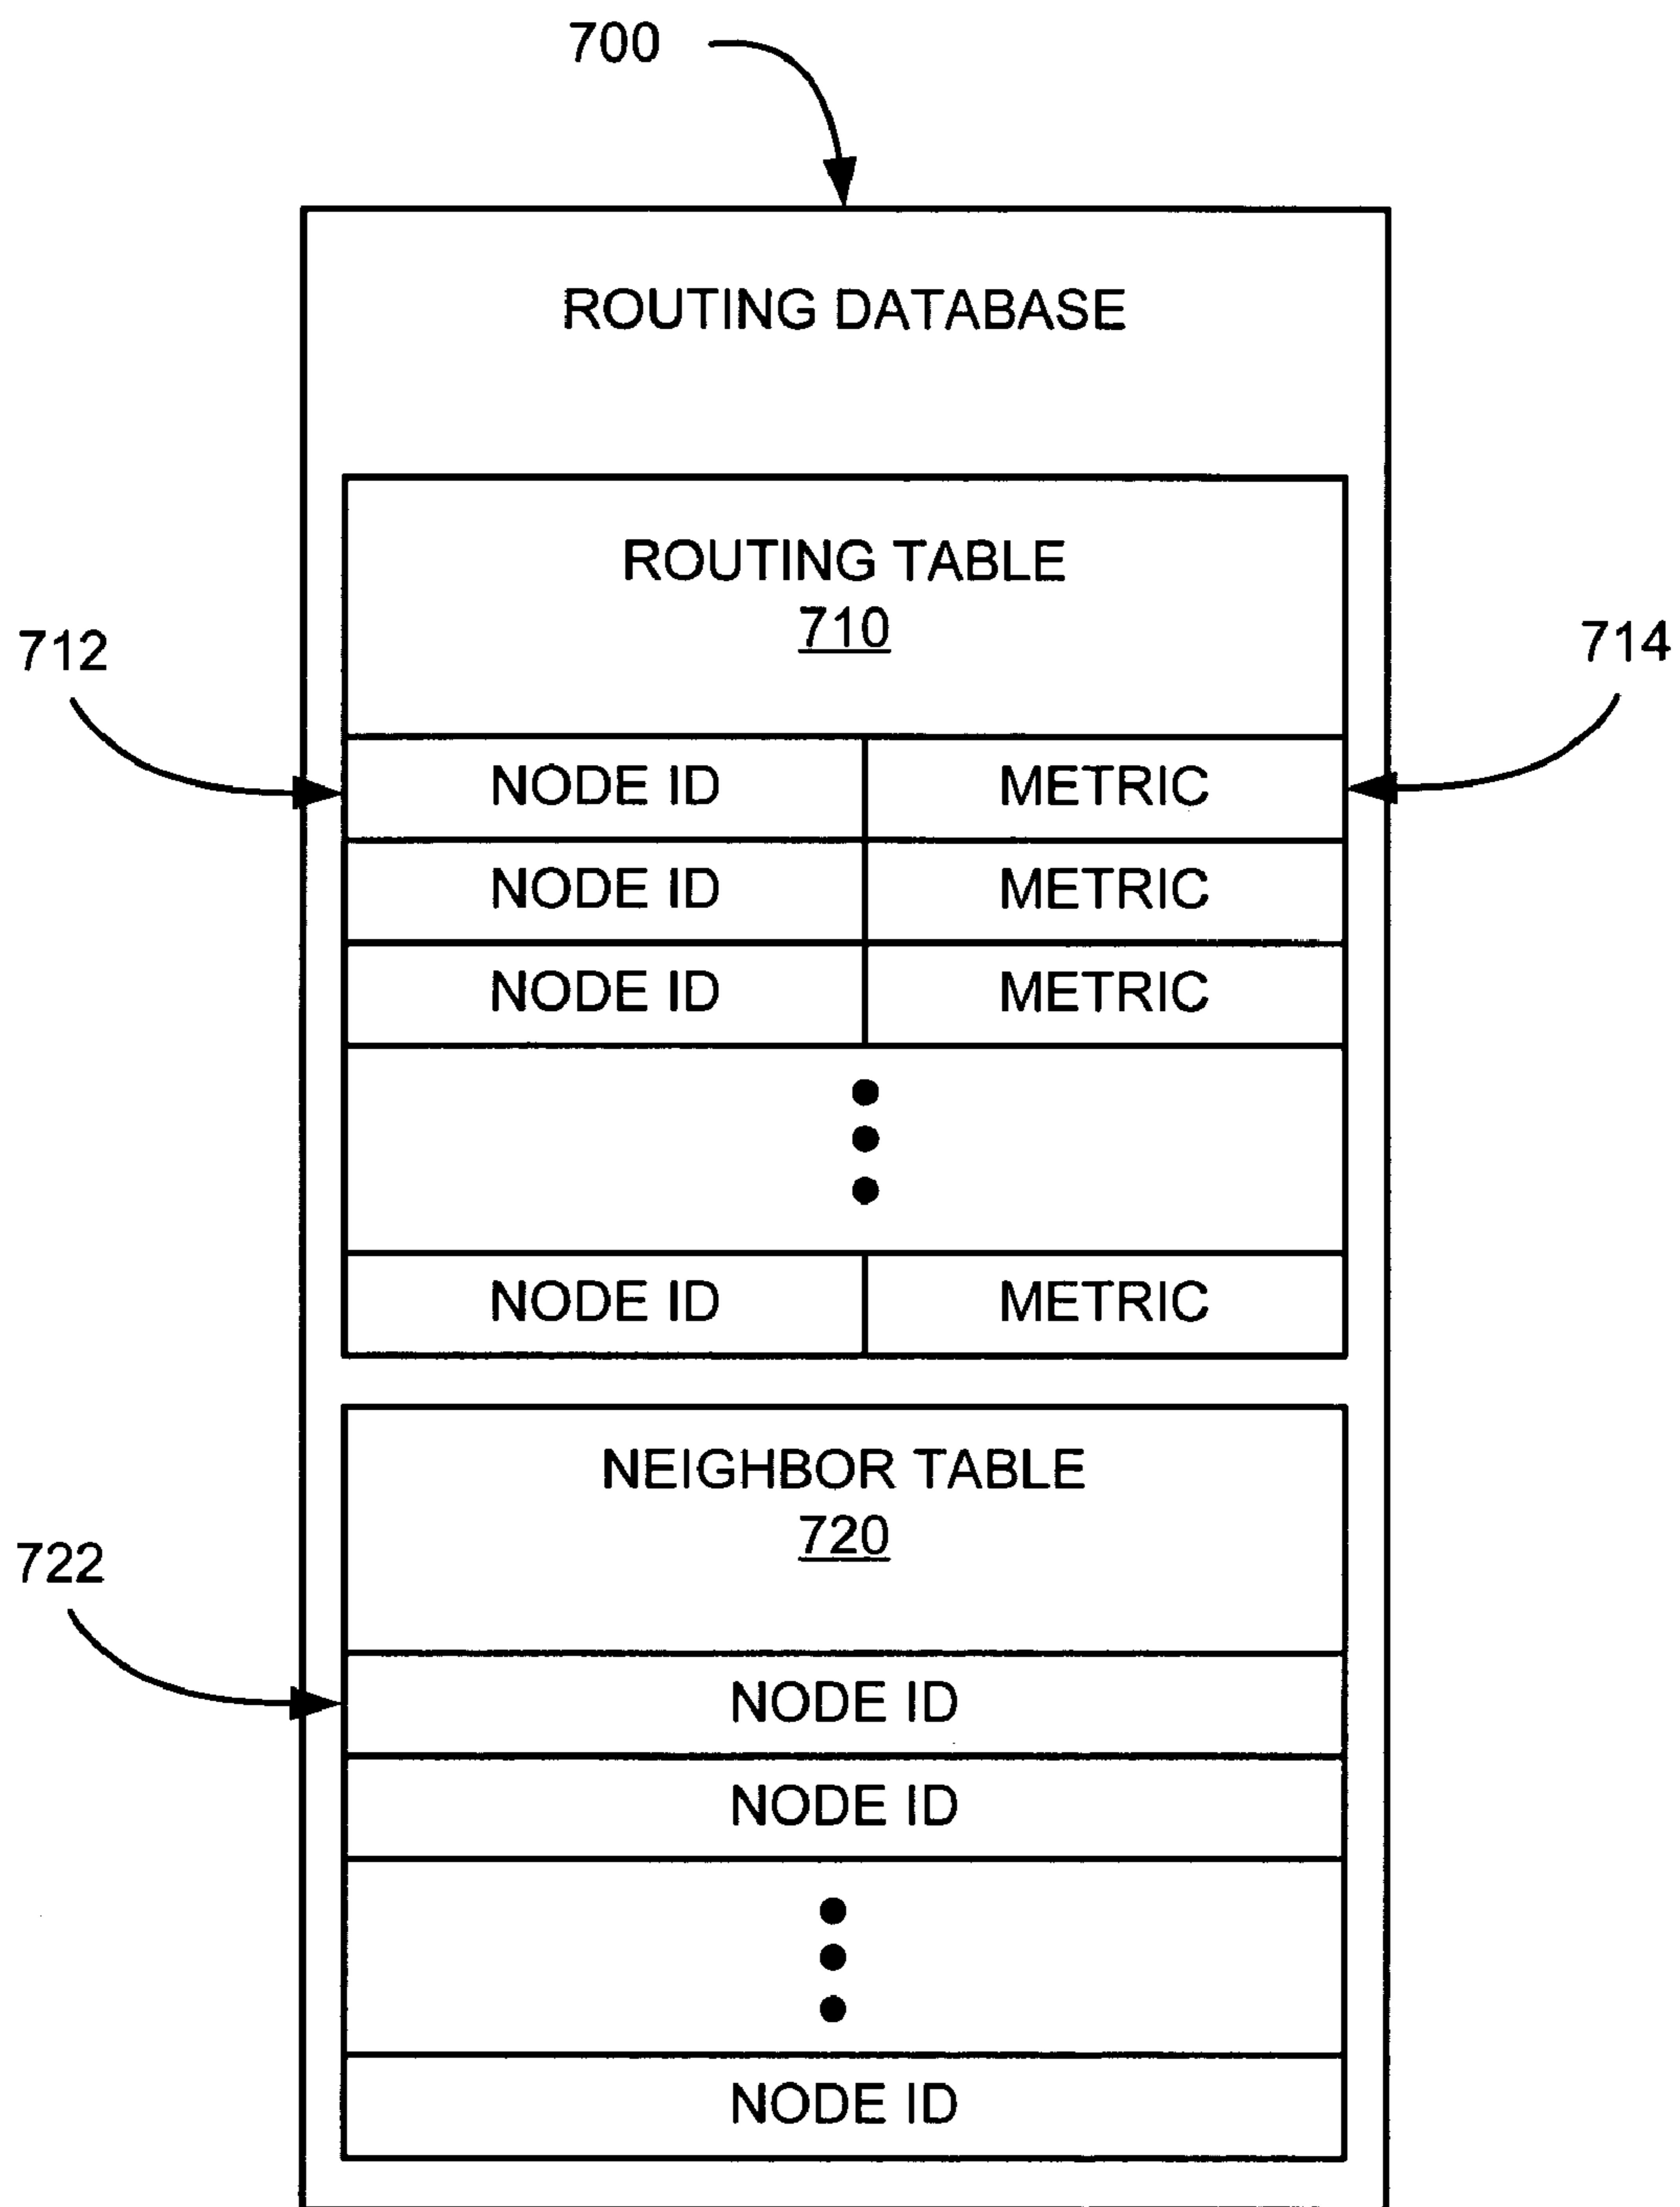 700
ROUTING DATABASE
ROUTING TABLE
710
712
714
NODE ID METRIC
NODE ID METRIC
NODE ID METRIC
NODE ID METRIC
NEIGHBOR TABLE
720
722
NODE ID
NODE ID
NODE ID